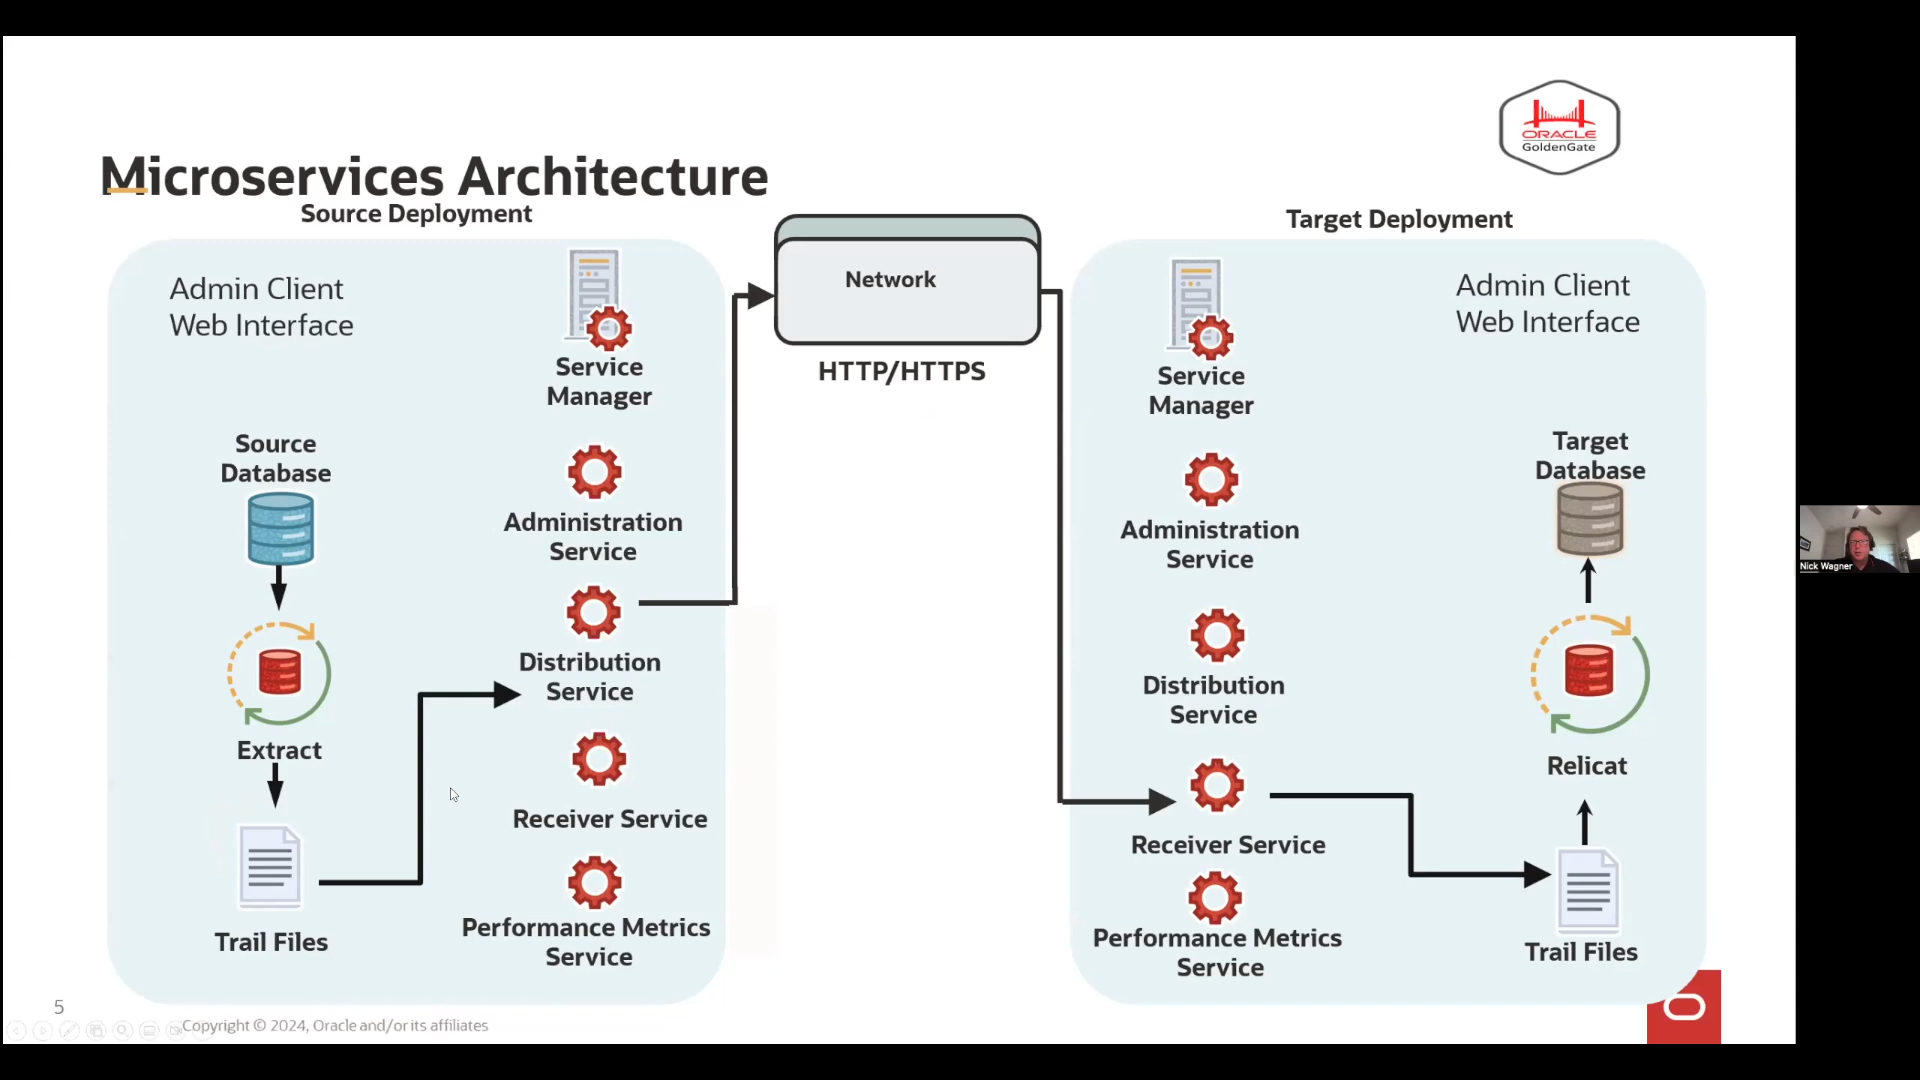 ORACLE
GoldenGate
Microservices Architecture
Source Deployment
Admin Client
Web Interface
Service
Manager
Source
Database
Administration
Service
Distribution
Service
Extract
Receiver Service
Trail Files
Performance Metrics
Service
Network
HTTP/HTTPS
Target Deployment
Service
Manager
Admin Client
Web Interface
Target
Database
Administration
Service
Distribution
Service
Relicat
Receiver Service
Performance Metrics
Service
Trail Files
5
Copyright © 2024, Oracle and/or its affiliates
Nick Wagner